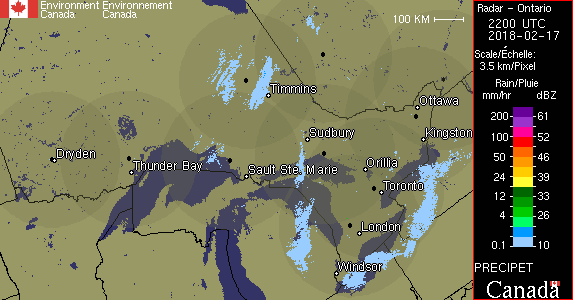 Environment Environnement
Canada Canada
100 KM
Timmins
Ottawa
Sudbury
Kingston
Dryden
Thunder Bay
Sault Ste. Marie
Orillia
Toronto
London
Windsor
Radar - Ontario
2200 UTC
2018-02-17
Scale/Échelle:
3.5 km/Pixel
Rain/Pluie
mm/hr dBZ
200 61
100 52
50 46
24 39
12 33
4 26
0.1 10
PRECIPET
Canada